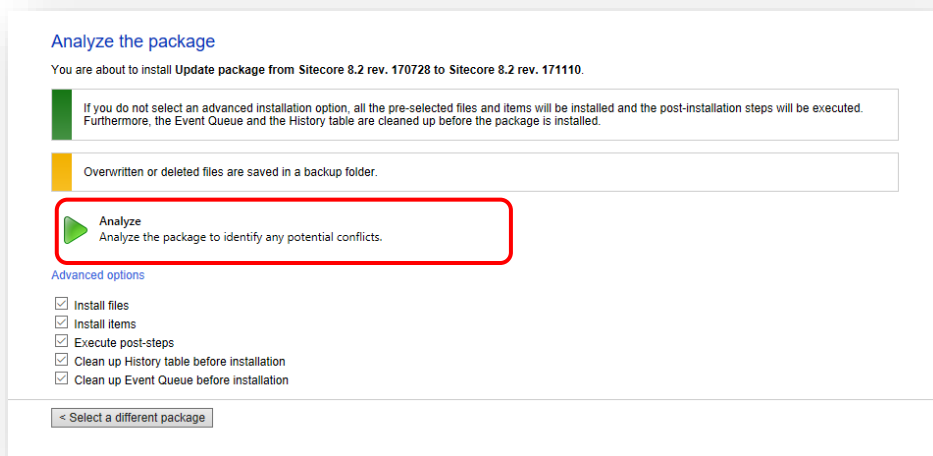 Analyze the package
You are about to install Update package from Sitecore 8.2 rev. 170728 to Sitecore 8.2 rev. 171110.
If you do not select an advanced installation option, all the pre-selected files and items will be installed and the post-installation steps will be executed.
Furthermore, the Event Queue and the History table are cleaned up before the package is installed.
Overwritten or deleted files are saved in a backup folder.
Analyze
Analyze the package to identify any potential conflicts.
Advanced options
Install files
Install items
Execute post-steps
Clean up History table before installation
Clean up Event Queue before installation
< Select a different package